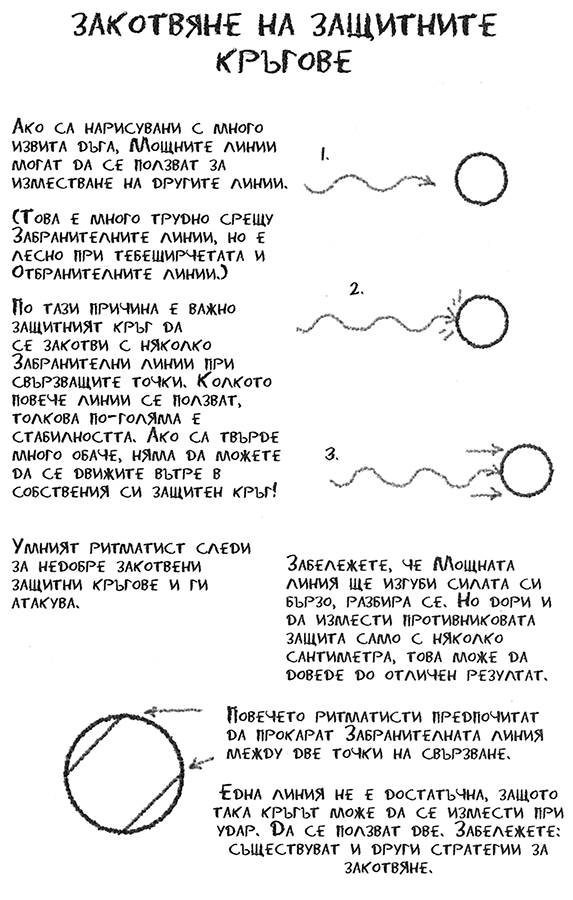 ЗАКОТВЯНЕ НА ЗАЩИТНИТЕ
КРЪГОВЕ
Ако са нарисувани с много
извита дъга, Мощните линии
могат да се ползват за
изместване на другите линии.
(Това е много трудно срещу
Забранителните линии, но е
лесно при тебеширчетата и
Отбранителните линии.)
По тази причина е важно
защитният кръг да
се закотви с няколко
Забранителни линии при
свързващите точки. Колкото
повече линии се ползват,
толкова по-голяма е
стабилността. Ако са твърде
много обаче, няма да можете
да се движите вътре в
собствения си защитен кръг!
1.
2.
3.
Умният ритматист следи
за недобре закотвени
защитни кръгове и ги
атакува.
Забележете, че Мощната
линия ще изгуби силата си
бързо, разбира се. Но дори и
да измести противниковата
защита само с няколко
сантиметра, това може да
доведе до отличен резултат.
Повечето ритматисти предпочитат
да прокарат Забранителната линия
между две точки на свързване.
Една линия не е достатъчна, защото
така кръгът може да се измести при
удар. Да се ползват две. Забележете:
съществуват и други стратегии за
закотвяне.